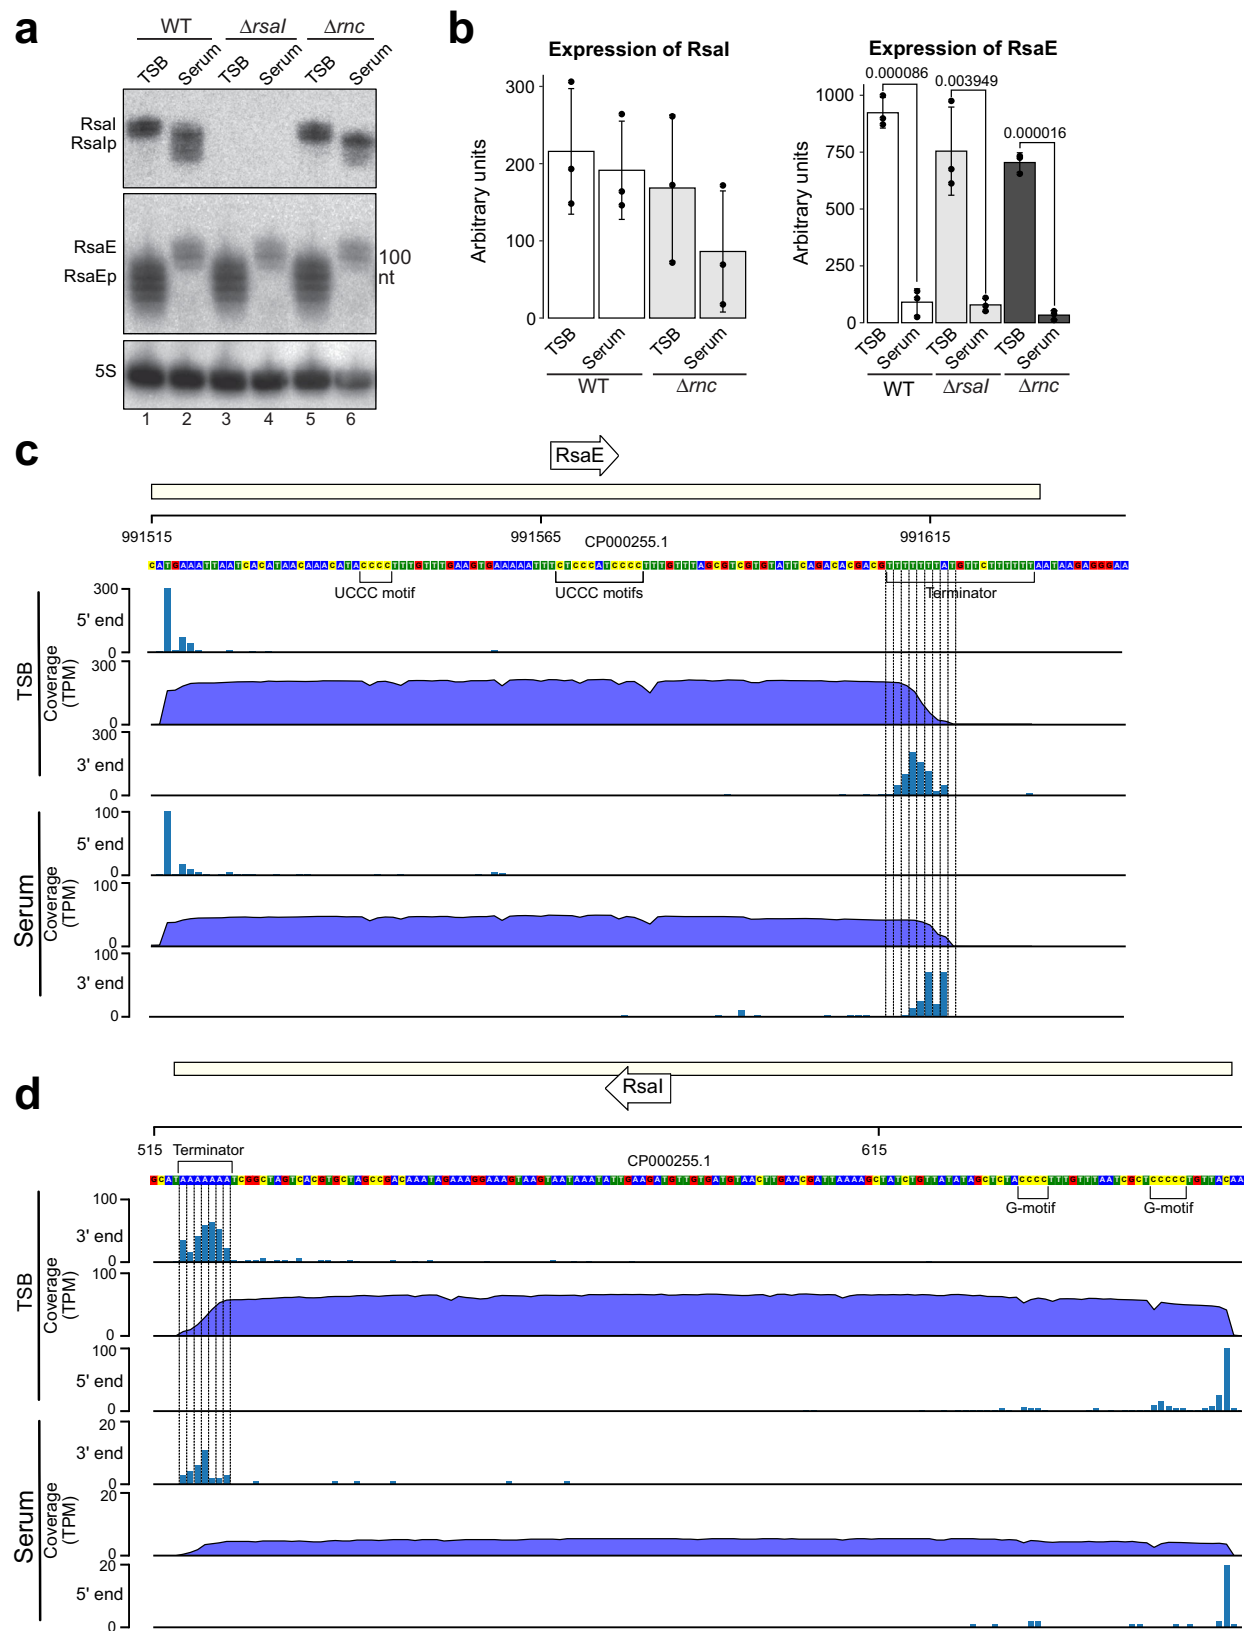 a
WT ΔrsaI Δrnc
TSB Serum TSB Serum TSB Serum
RsaI
RsaIp
RsaE
RsaEp
100
nt
5S
1 2 3 4 5 6
b
Expression of RsaI
Arbitrary units
300
200
100
0
TSB Serum TSB Serum
WT Δrnc
Expression of RsaE
0.000086 0.003949
0.000016
Arbitrary units
1000
750
500
250
0
TSB Serum TSB Serum TSB Serum
WT ΔrsaI Δrnc
c
RsaE
991515 991565 991615
CP000255.1
UCCC motif UCCC motifs Terminator
TSB
300
5' end
0
300
Coverage
(TPM)
0
300
3' end
0
Serum
100
5' end
0
100
Coverage
(TPM)
0
100
3' end
0
d
RsaI
515 Terminator 615
CP000255.1
G-motif G-motif
TSB
100
3' end
0
100
Coverage
(TPM)
0
100
5' end
0
Serum
20
3' end
0
20
Coverage
(TPM)
0
20
5' end
0